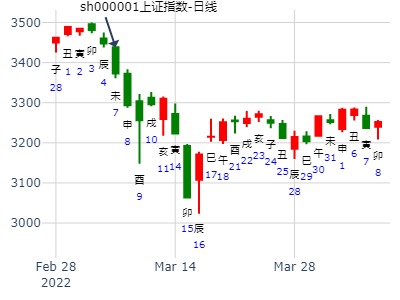 sh000001上证指数-日线
3500
3400
3300
3200
3100
3000
子
28
丑
1
寅
2
卯
3
辰
4
未
7
申
8
酉
9
戌
10
亥
11
寅
14
卯
15
辰
16
巳
17
午
18
酉
21
戌
22
亥
23
子
24
丑
25
辰
28
巳
29
午
30
未
31
申
1
丑
6
寅
7
卯
8
Feb 28
2022
Mar 14
Mar 28